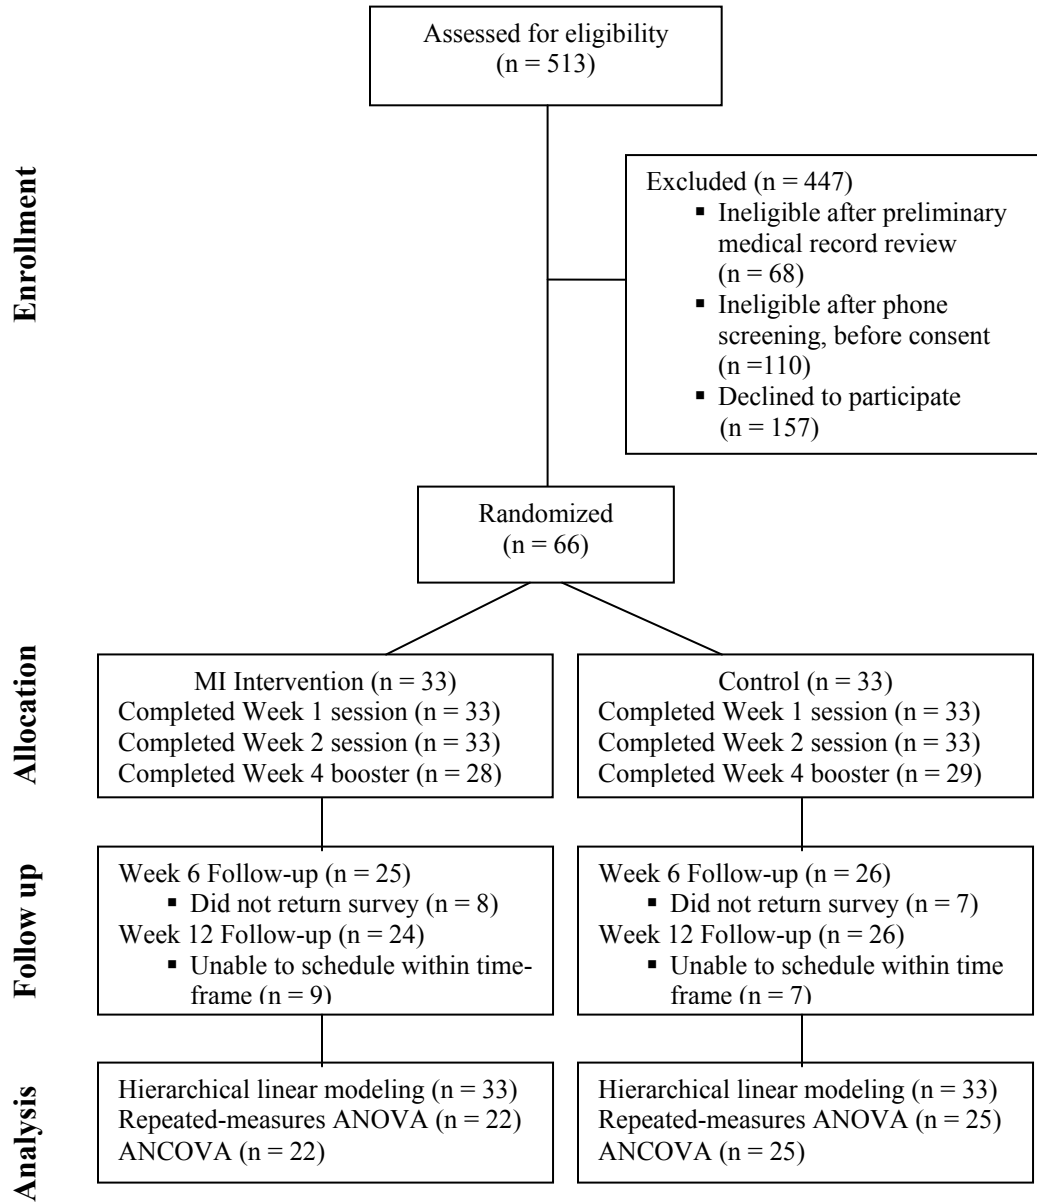 Assessed for eligibility
(n = 513)
Enrollment
Excluded (n = 447)
▪ Ineligible after preliminary
medical record review
(n = 68)
▪ Ineligible after phone
screening, before consent
(n =110)
▪ Declined to participate
(n = 157)
Randomized
(n = 66)
Allocation
MI Intervention (n = 33)
Completed Week 1 session (n = 33)
Completed Week 2 session (n = 33)
Completed Week 4 booster (n = 28)
Control (n = 33)
Completed Week 1 session (n = 33)
Completed Week 2 session (n = 33)
Completed Week 4 booster (n = 29)
Follow up
Week 6 Follow-up (n = 25)
▪ Did not return survey (n = 8)
Week 12 Follow-up (n = 24)
▪ Unable to schedule within time-
frame (n = 9)
Week 6 Follow-up (n = 26)
▪ Did not return survey (n = 7)
Week 12 Follow-up (n = 26)
▪ Unable to schedule within time
frame (n = 7)
Analysis
Hierarchical linear modeling (n = 33)
Repeated-measures ANOVA (n = 22)
ANCOVA (n = 22)
Hierarchical linear modeling (n = 33)
Repeated-measures ANOVA (n = 25)
ANCOVA (n = 25)